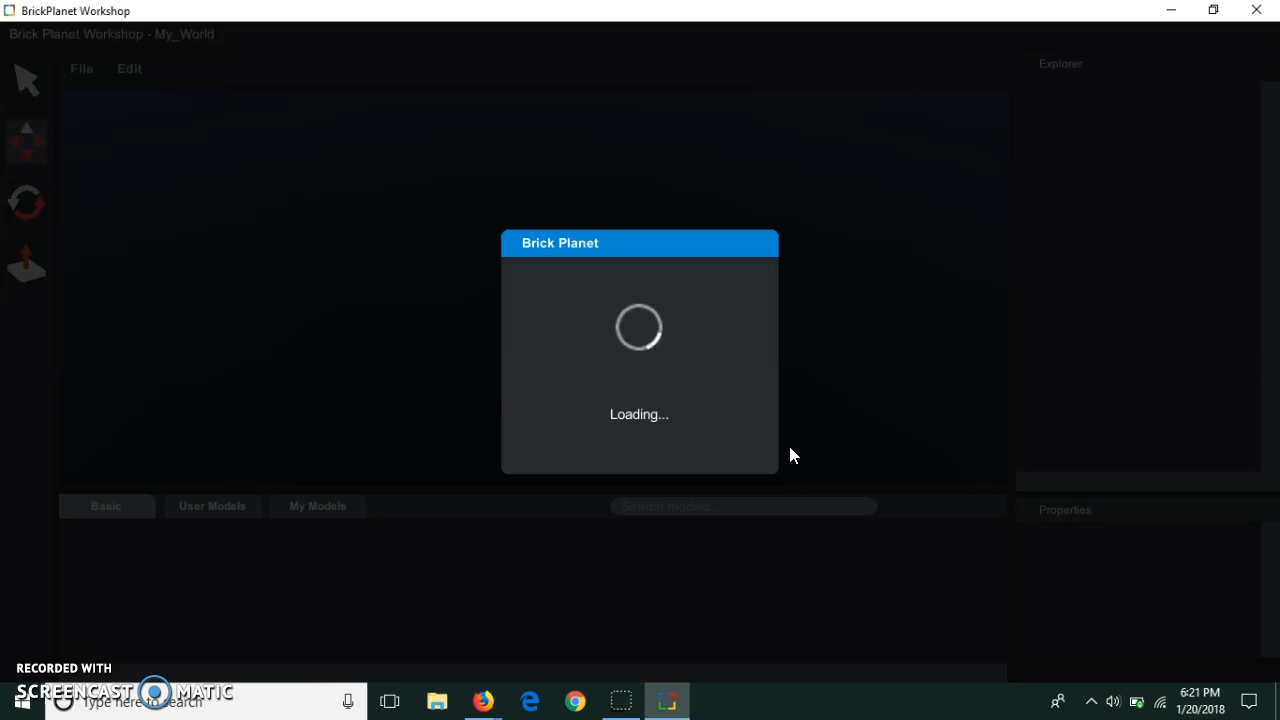 BrickPlanet Workshop
Brick Planet Workshop - My_World
File Edit
Explorer
Brick Planet
Loading...
Basic User Models My Models Search models...
Properties
RECORDED WITH
SCREENCAST MATIC
Type here to search
6:21 PM
1/20/2018